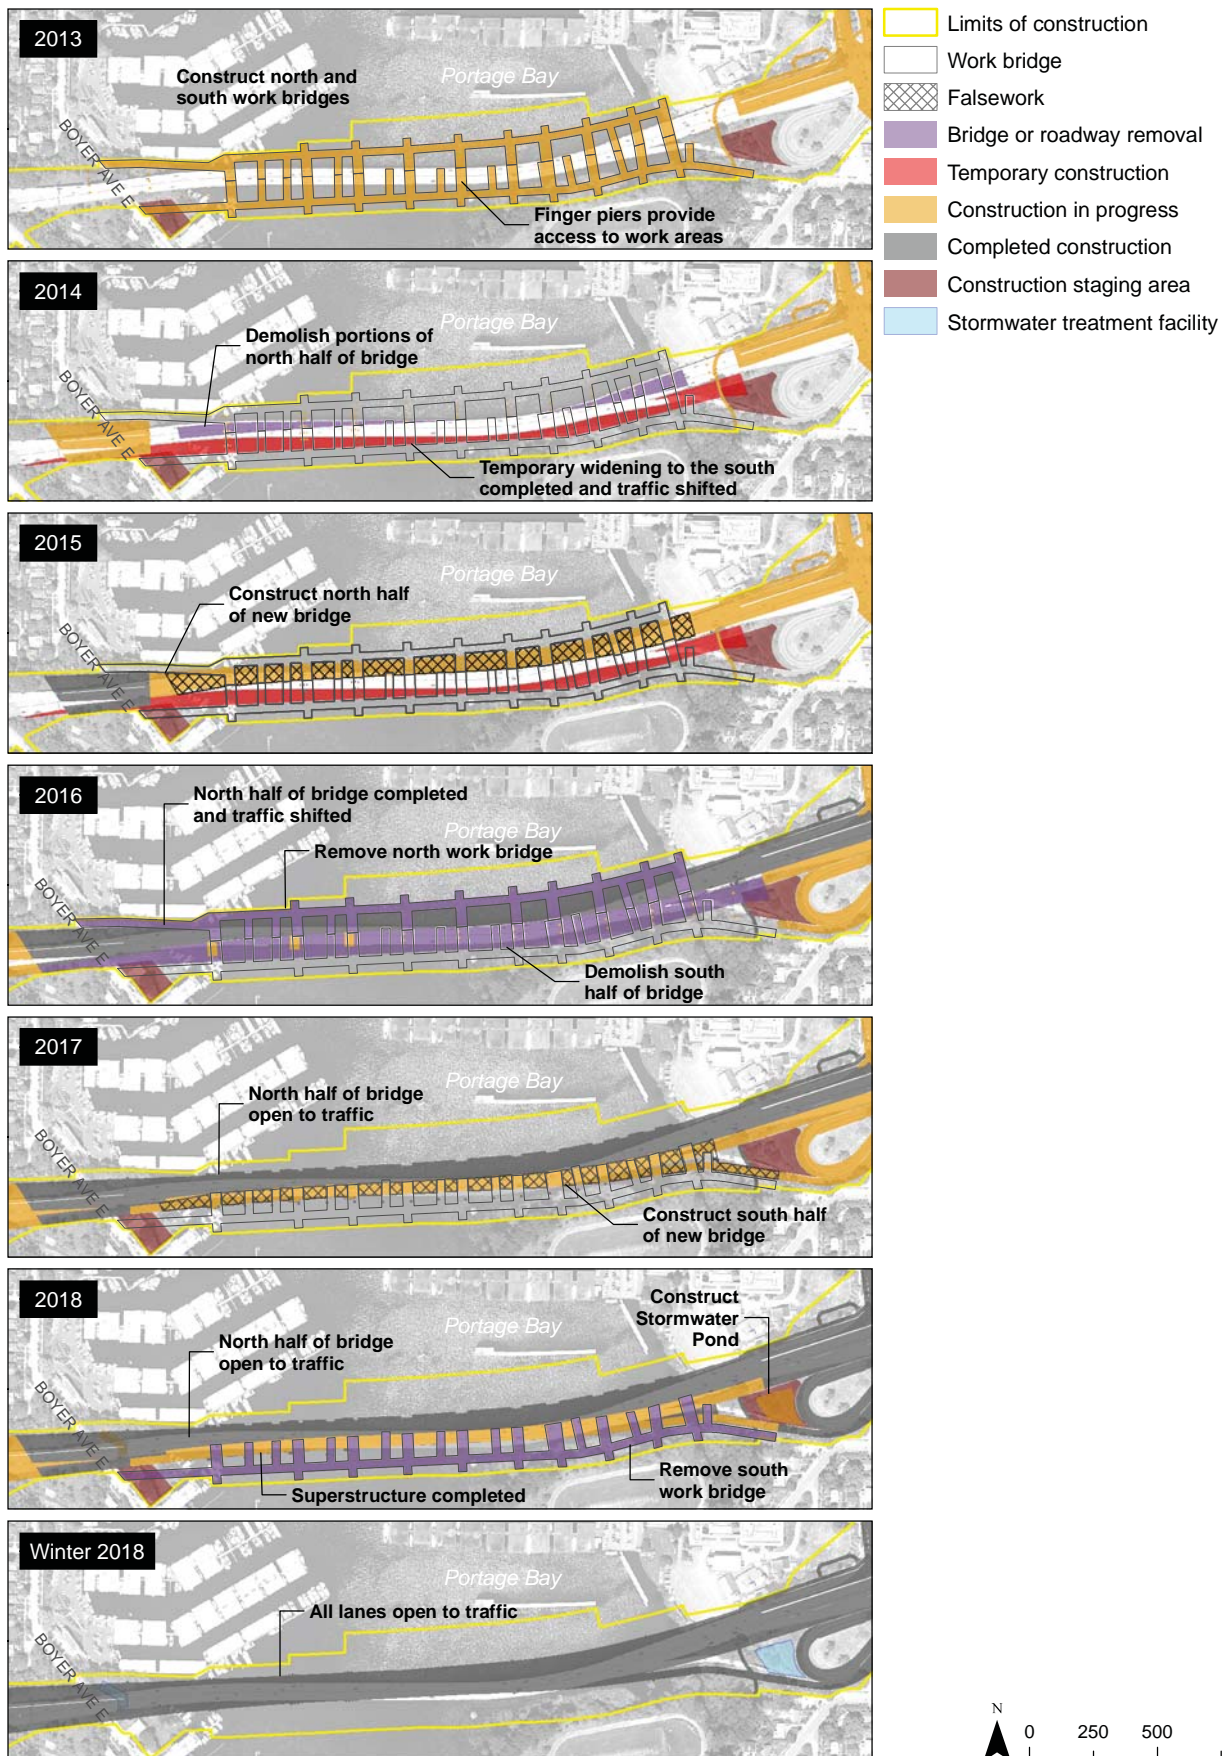 2013
Construct north and
south work bridges
Portage Bay
BOYER AVE E
Finger piers provide
access to work areas
2014
Demolish portions of
north half of bridge
Portage Bay
BOYER AVE E
Temporary widening to the south
completed and traffic shifted
2015
Construct north half
of new bridge
Portage Bay
BOYER AVE E
2016
North half of bridge completed
and traffic shifted
Remove north work bridge
Portage Bay
BOYER AVE E
Demolish south
half of bridge
2017
North half of bridge
open to traffic
Portage Bay
BOYER AVE E
Construct south half
of new bridge
2018
North half of bridge
open to traffic
Portage Bay
Construct
Stormwater
Pond
BOYER AVE E
Superstructure completed
Remove south
work bridge
Winter 2018
Portage Bay
All lanes open to traffic
BOYER AVE E
Limits of construction
Work bridge
Falsework
Bridge or roadway removal
Temporary construction
Construction in progress
Completed construction
Construction staging area
Stormwater treatment facility
N
0 250 500